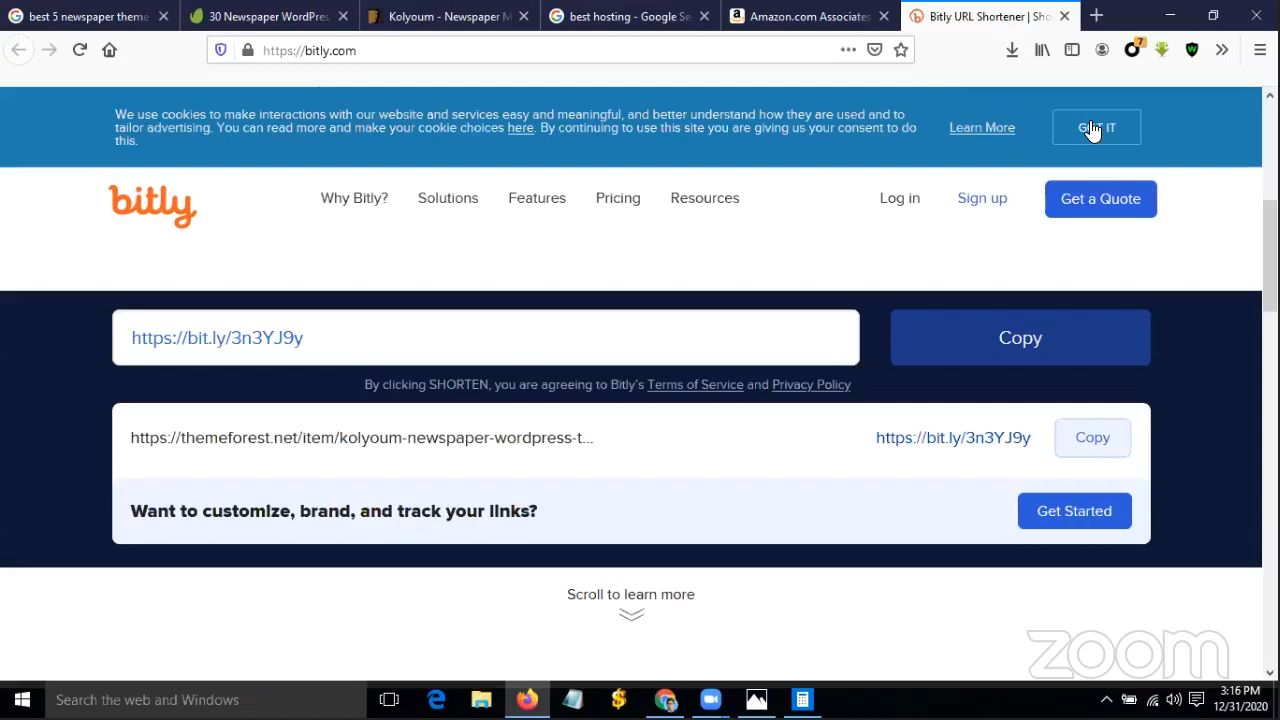 best 5 newspaper theme
30 Newspaper WordPres
Kolyoum - Newspaper M
best hosting - Google Se
Amazon.com Associates
Bitly URL Shortener | Sho
https://bitly.com
7
We use cookies to make interactions with our website and services easy and meaningful, and better understand how they are used and to
tailor advertising. You can read more and make your cookie choices here. By continuing to use this site you are giving us your consent to do
this.
Learn More
GOT IT
bitly
Why Bitly?
Solutions
Features
Pricing
Resources
Log in
Sign up
Get a Quote
https://bit.ly/3n3YJ9y
Copy
By clicking SHORTEN, you are agreeing to Bitly's Terms of Service and Privacy Policy
https://themeforest.net/item/kolyoum-newspaper-wordpress-t...
https://bit.ly/3n3YJ9y
Copy
Want to customize, brand, and track your links?
Get Started
Scroll to learn more
zoom
Search the web and Windows
3:16 PM
12/31/2020